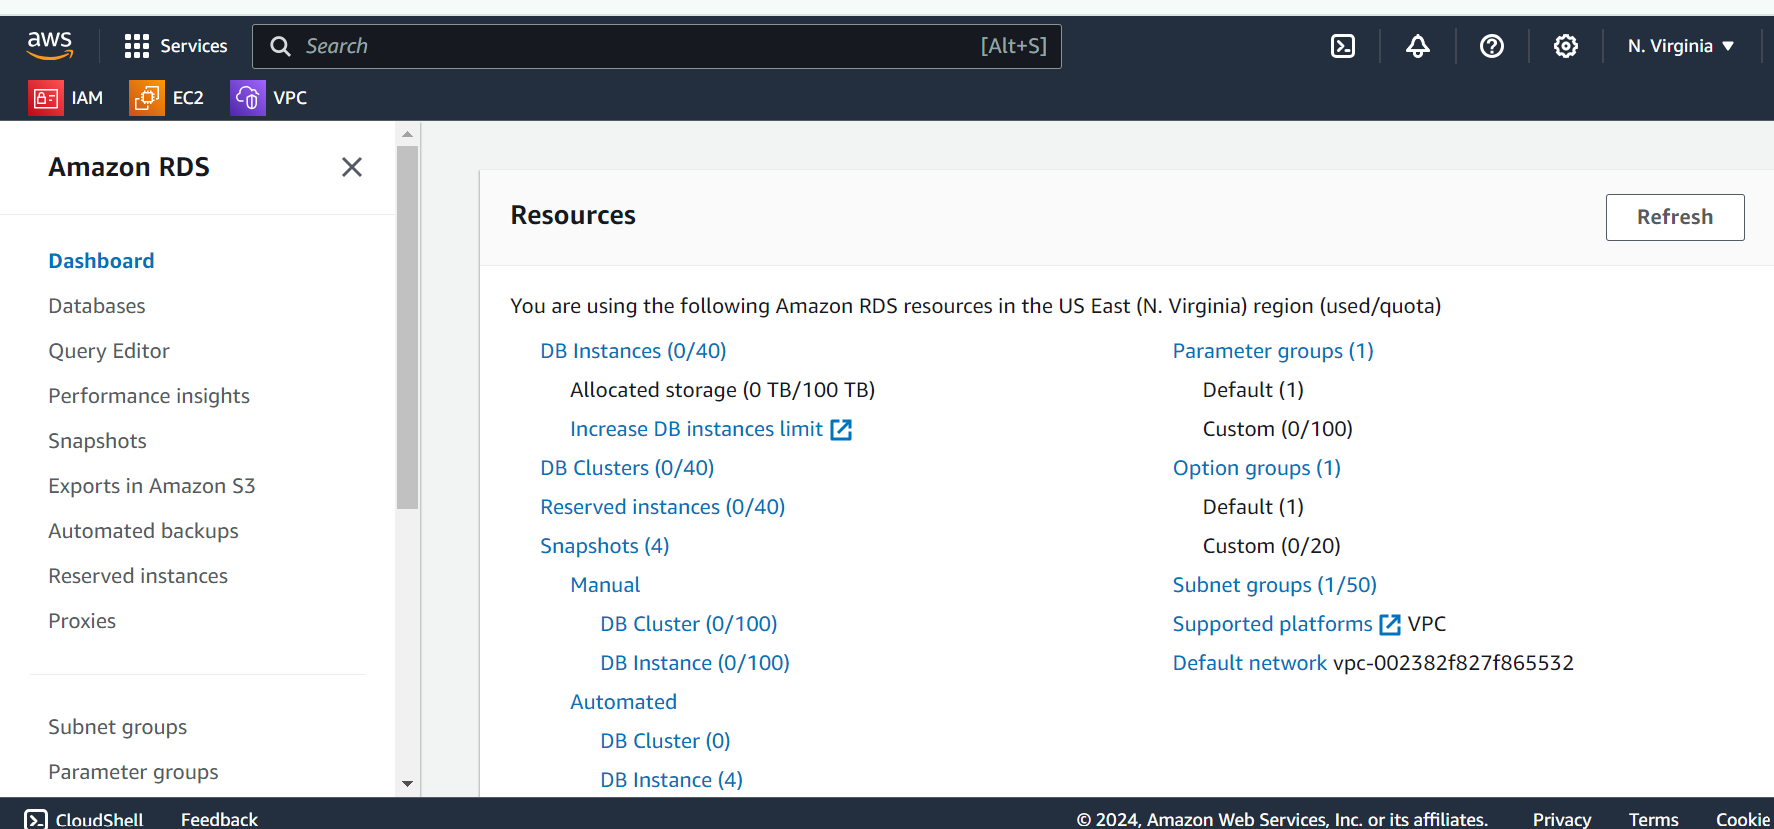 aws
Services
Search
[Alt+S]
N. Virginia
IAM
EC2
VPC
Amazon RDS
Dashboard
Databases
Query Editor
Performance insights
Snapshots
Exports in Amazon S3
Automated backups
Reserved instances
Proxies
Subnet groups
Parameter groups
Resources
Refresh
You are using the following Amazon RDS resources in the US East (N. Virginia) region (used/quota)
DB Instances (0/40)
Allocated storage (0 TB/100 TB)
Increase DB instances limit
DB Clusters (0/40)
Reserved instances (0/40)
Snapshots (4)
Manual
DB Cluster (0/100)
DB Instance (0/100)
Automated
DB Cluster (0)
DB Instance (4)
Parameter groups (1)
Default (1)
Custom (0/100)
Option groups (1)
Default (1)
Custom (0/20)
Subnet groups (1/50)
Supported platforms VPC
Default network vpc-002382f827f865532
CloudShell
Feedback
© 2024, Amazon Web Services, Inc. or its affiliates.
Privacy
Terms
Cookie